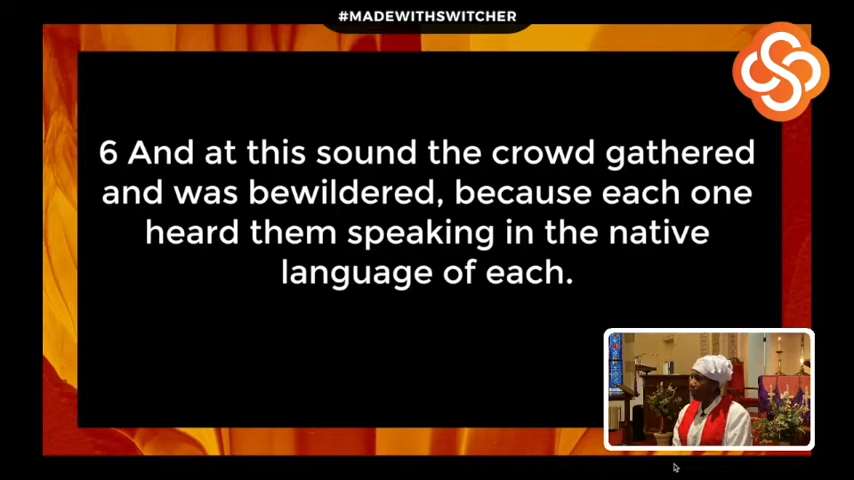 #MADEWITHSWITCHER
6 And at this sound the crowd gathered
and was bewildered, because each one
heard them speaking in the native
language of each.